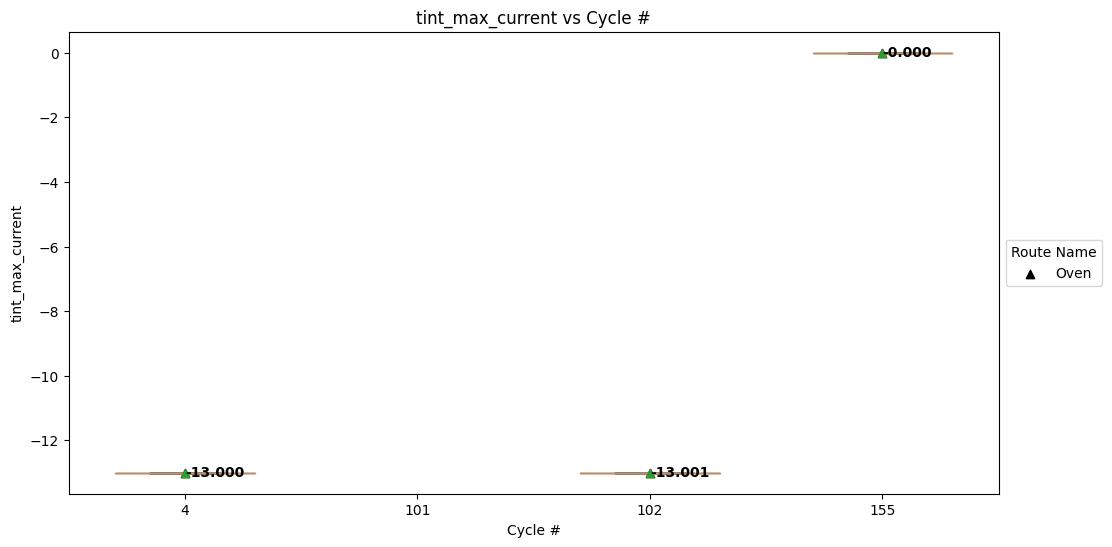 tint_max_current vs Cycle #
0
-0.000
−2
−4
−6
−8
−10
−12
tint_max_current
-13.000
-13.001
4
101
102
155
Cycle #
Route Name
Oven